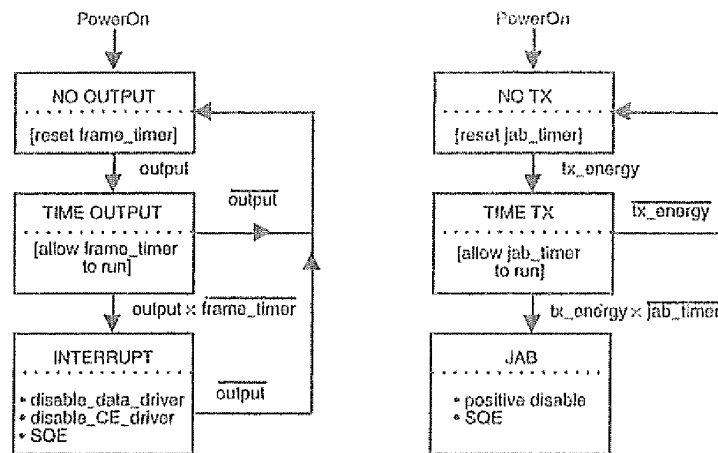 PowerOn
NO OUTPUT
[reset frame_timer]
output
TIME OUTPUT
[allow frame_timer
to run]
output
output × frame_timer
INTERRUPT
• disable_data_driver
• disable_CE_driver
• SQE
output
PowerOn
NO TX
[reset jab_timer]
tx_energy
TIME TX
[allow jab_timer
to run]
tx_energy
tx_energy × jab_timer
JAB
• positive disable
• SQE